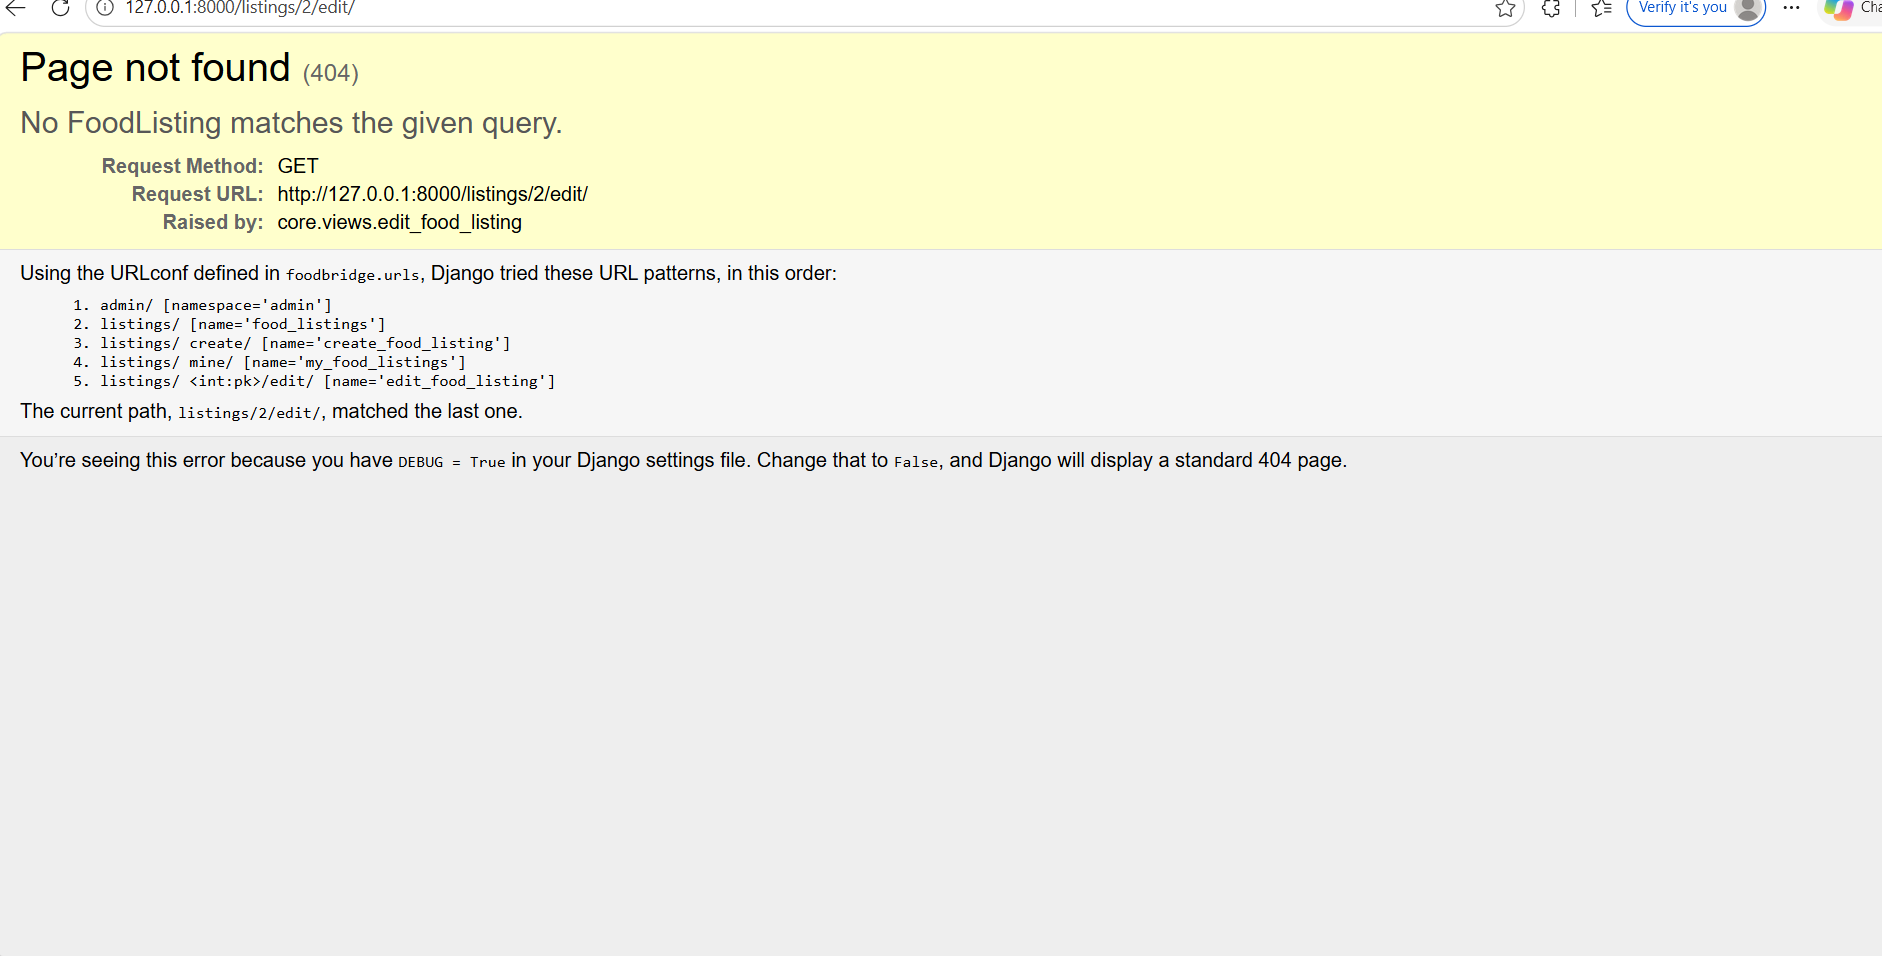 127.0.0.1:8000/listings/2/edit/
Verify it's you
Page not found (404)
No FoodListing matches the given query.
Request Method: GET
Request URL: http://127.0.0.1:8000/listings/2/edit/
Raised by: core.views.edit_food_listing
Using the URLconf defined in foodbridge.urls, Django tried these URL patterns, in this order:
1. admin/ [namespace='admin']
2. listings/ [name='food_listings']
3. listings/ create/ [name='create_food_listing']
4. listings/ mine/ [name='my_food_listings']
5. listings/ <int:pk>/edit/ [name='edit_food_listing']
The current path, listings/2/edit/, matched the last one.
You’re seeing this error because you have DEBUG = True in your Django settings file. Change that to False, and Django will display a standard 404 page.